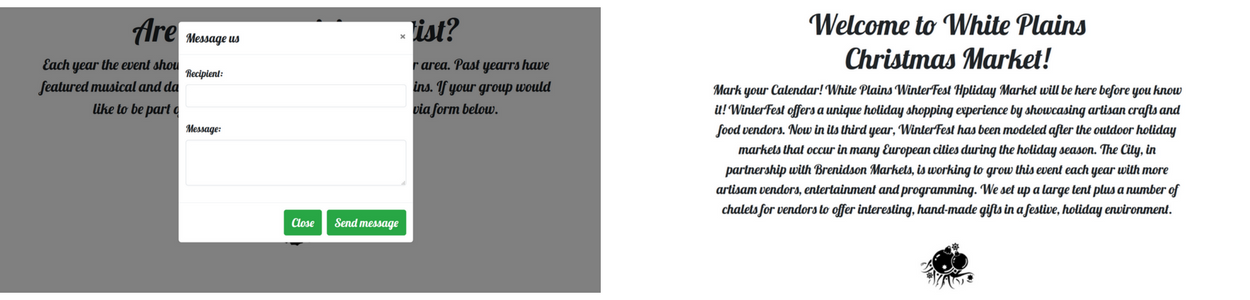 Are
tist?
Message us
×
Each year the event show
r area. Past yearrs have
Recipient:
featured musical and da
ins. If your group would
like to be part
via form below.
Message:
Close
Send message
Welcome to White Plains
Christmas Market!
Mark your Calendar! White Plains WinterFest Hpliday Market will be here before you know
it! WinterFest offers a unique holiday shopping experience by showcasing artisan crafts and
food vendors. Now in its third year, WinterFest has been modeled after the outdoor holiday
markets that occur in many European cities during the holiday season. The City, in
partnership with Brenidson Markets, is working to grow this event each year with more
artisam vendors, entertainment and programming. We set up a large tent plus a number of
chalets for vendors to offer interesting, hand-made gifts in a festive, holiday environment.